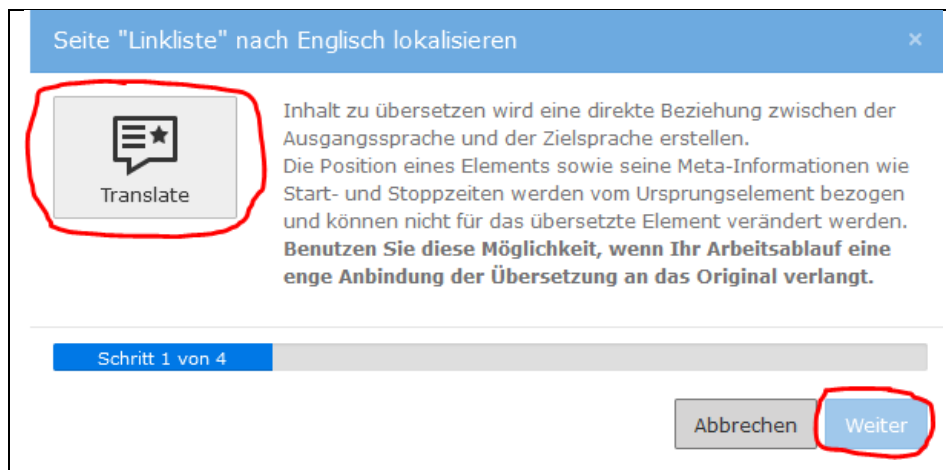 Seite "Linkliste" nach Englisch lokalisieren ×
Translate
Inhalt zu übersetzen wird eine direkte Beziehung zwischen der
Ausgangssprache und der Zielsprache erstellen.
Die Position eines Elements sowie seine Meta-Informationen wie
Start- und Stoppzeiten werden vom Ursprungselement bezogen
und können nicht für das übersetzte Element verändert werden.
Benutzen Sie diese Möglichkeit, wenn Ihr Arbeitsablauf eine
enge Anbindung der Übersetzung an das Original verlangt.
Schritt 1 von 4
Abbrechen Weiter